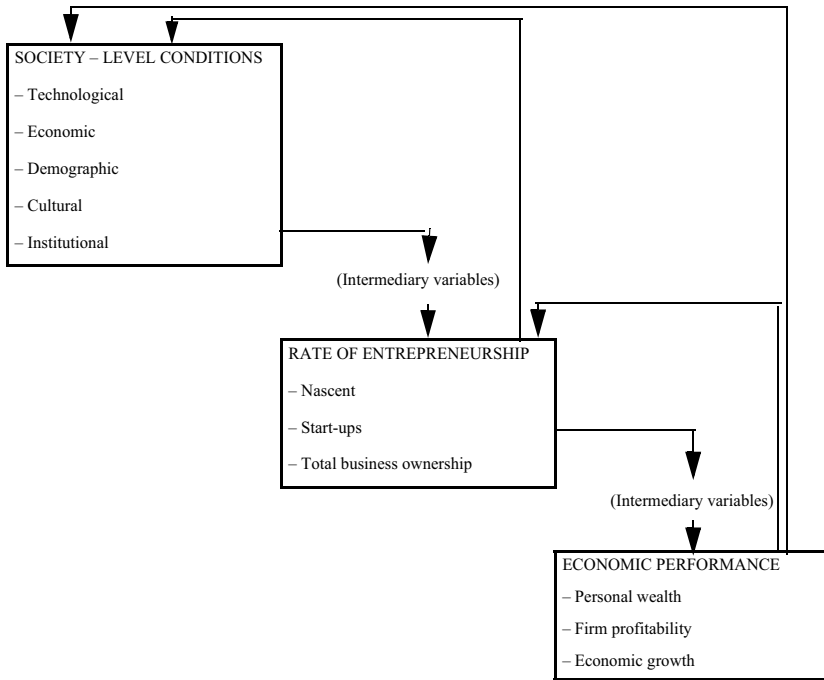 SOCIETY – LEVEL CONDITIONS
– Technological
– Economic
– Demographic
– Cultural
– Institutional
(Intermediary variables)
RATE OF ENTREPRENEURSHIP
– Nascent
– Start-ups
– Total business ownership
(Intermediary variables)
ECONOMIC PERFORMANCE
– Personal wealth
– Firm profitability
– Economic growth